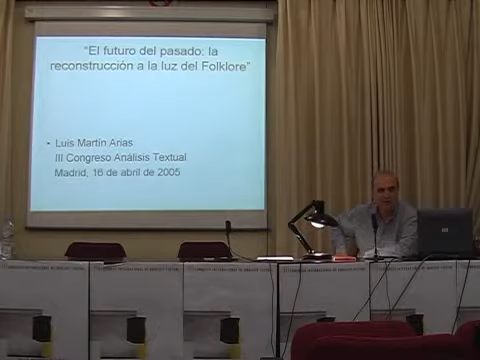 “El futuro del pasado: la
reconstrucción a la luz del Folklore”
• Luis Martín Arias
III Congreso Análisis Textual
Madrid, 16 de abril de 2005